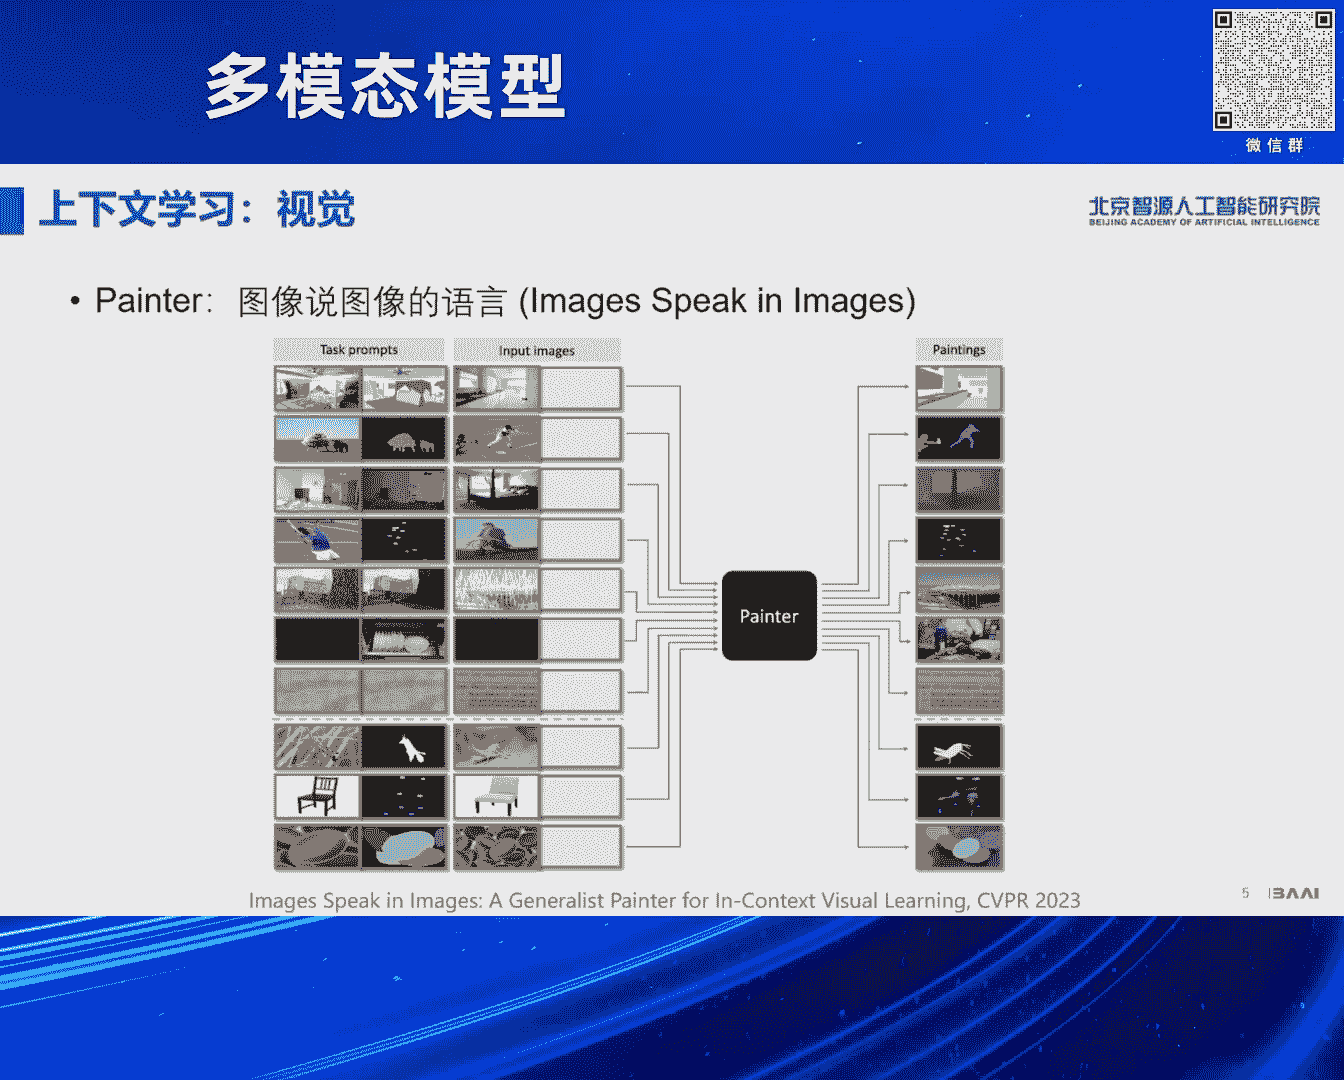 多模态模型
微信群
上下文学习：视觉
北京智源人工智能研究院
BEIJING ACADEMY OF ARTIFICIAL INTELLIGENCE
• Painter： 图像说图像的语言 (Images Speak in Images)
Task prompts
Input images
Paintings
Painter
Images Speak in Images: A Generalist Painter for In-Context Visual Learning, CVPR 2023
5
BAAI